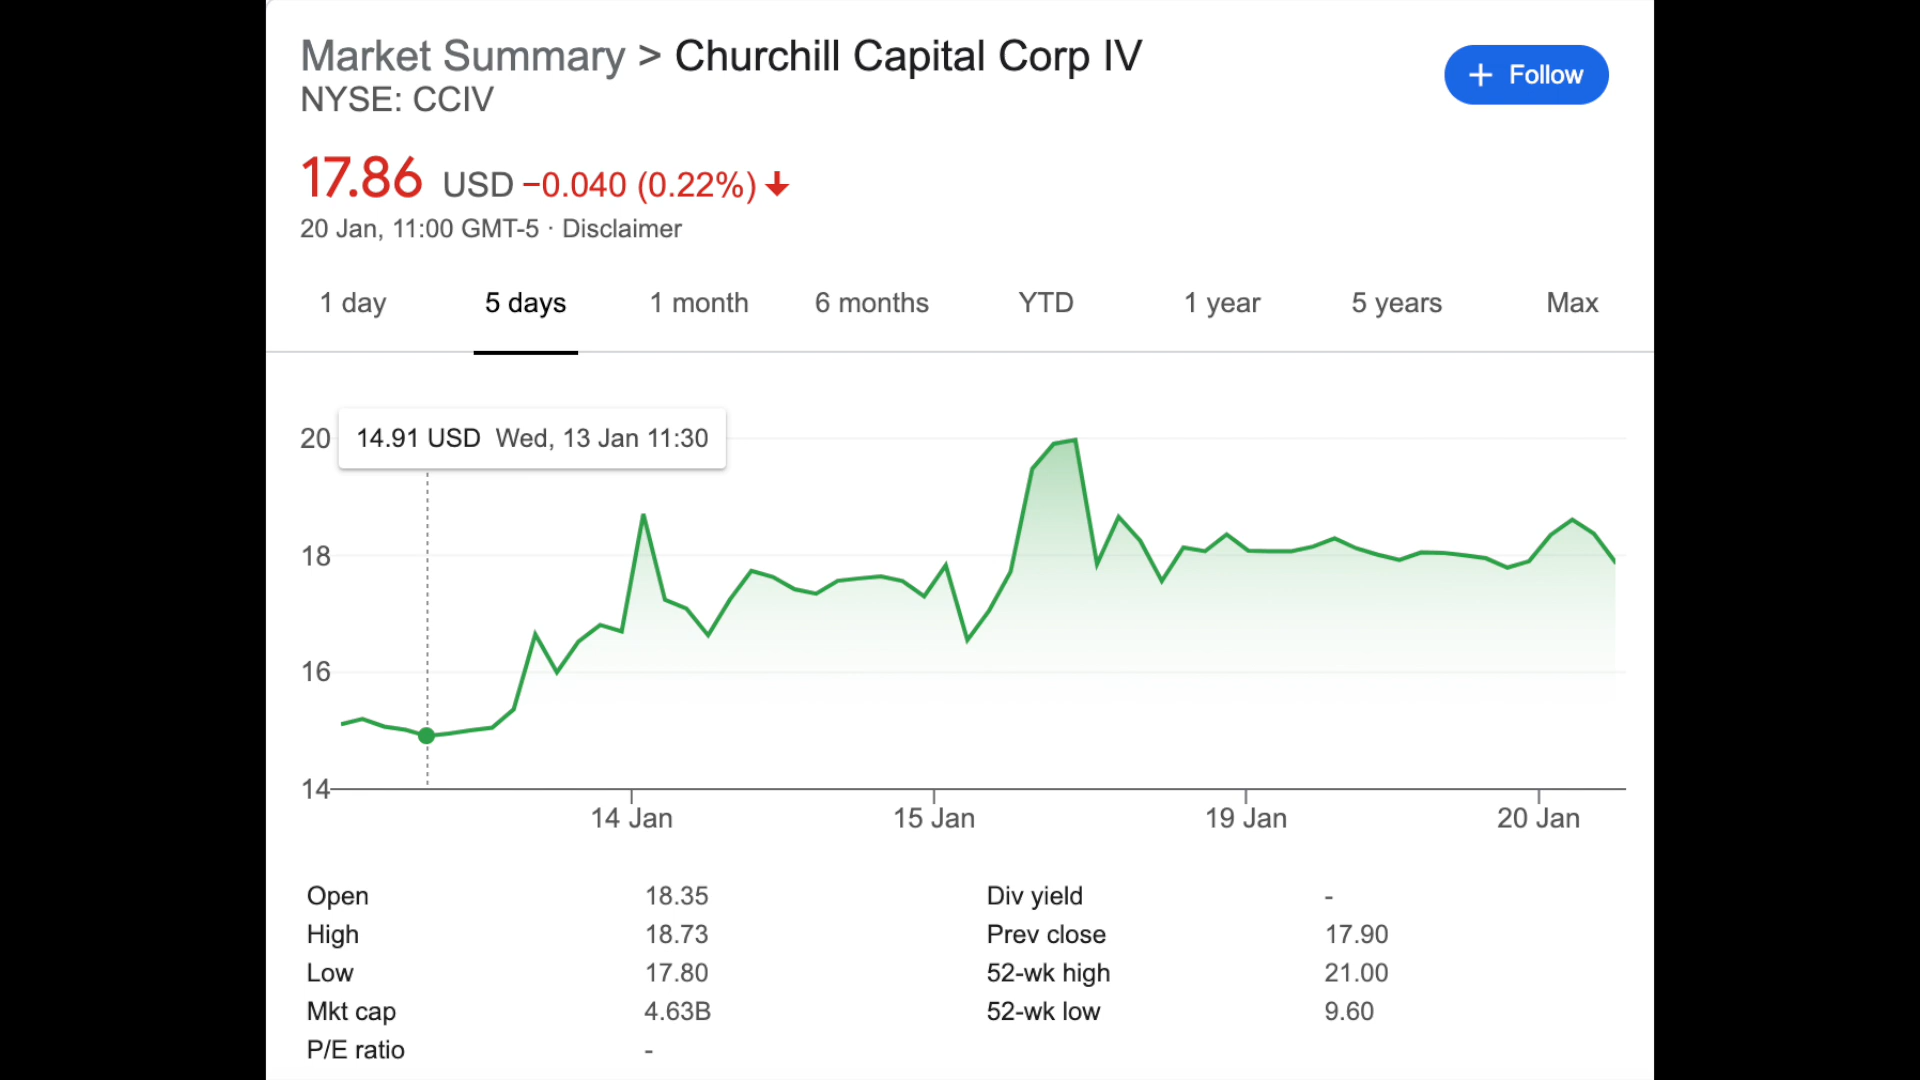 Market Summary > Churchill Capital Corp IV
NYSE: CCIV
+ Follow
17.86 USD −0.040 (0.22%)
20 Jan, 11:00 GMT-5 · Disclaimer
1 day 5 days 1 month 6 months YTD 1 year 5 years Max
20
14.91 USD Wed, 13 Jan 11:30
18
16
14
14 Jan 15 Jan 19 Jan 20 Jan
Open 18.35 Div yield -
High 18.73 Prev close 17.90
Low 17.80 52-wk high 21.00
Mkt cap 4.63B 52-wk low 9.60
P/E ratio -